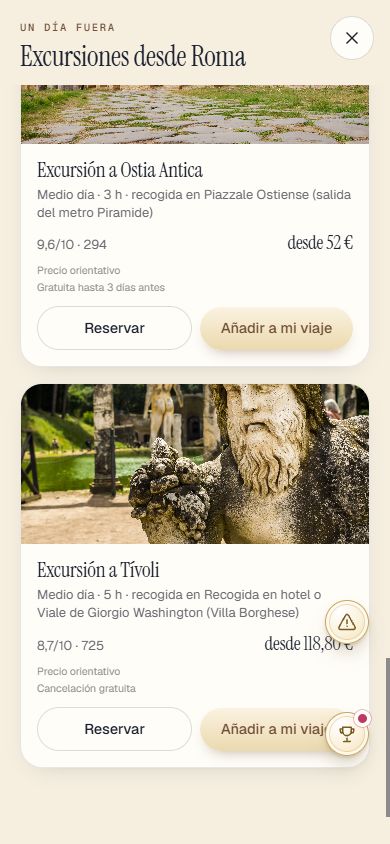 UN DÍA FUERA
Excursiones desde Roma
Excursión a Ostia Antica
Medio día · 3 h · recogida en Piazzale Ostiense (salida
del metro Piramide)
9,6/10 · 294
desde 52 €
Precio orientativo
Gratuita hasta 3 días antes
Reservar
Añadir a mi viaje
Excursión a Tívoli
Medio día · 5 h · recogida en Recogida en hotel o
Viale de Giorgio Washington (Villa Borghese)
8,7/10 · 725
desde 118,80 €
Precio orientativo
Cancelación gratuita
Reservar
Añadir a mi viaje